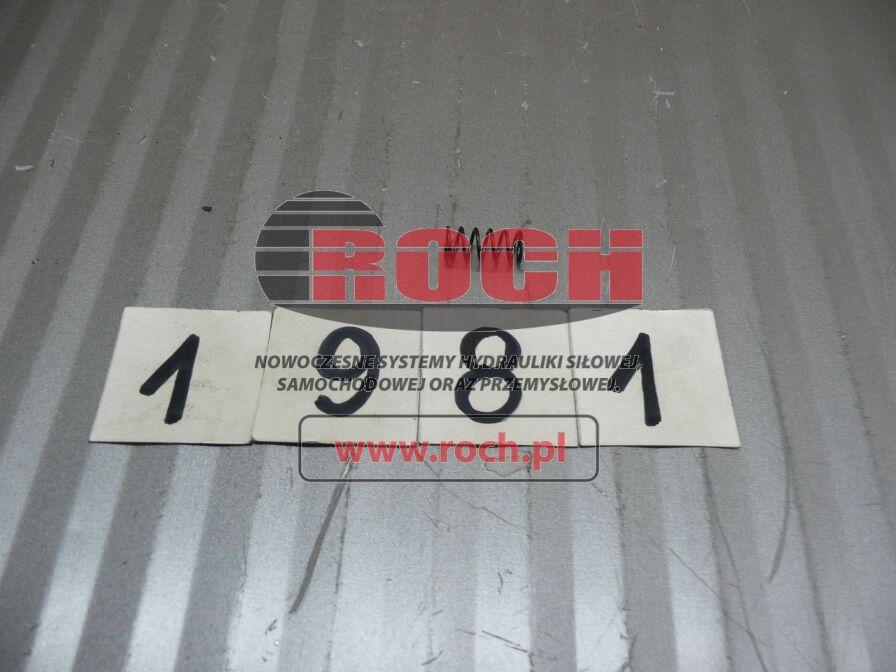 ROCH
1 9 8 1
NOWOCZESNE SYSTEMY HYDRAULIKI SIŁOWEJ,
SAMOCHODOWEJ ORAZ PRZEMYSŁOWEJ.
www.roch.pl